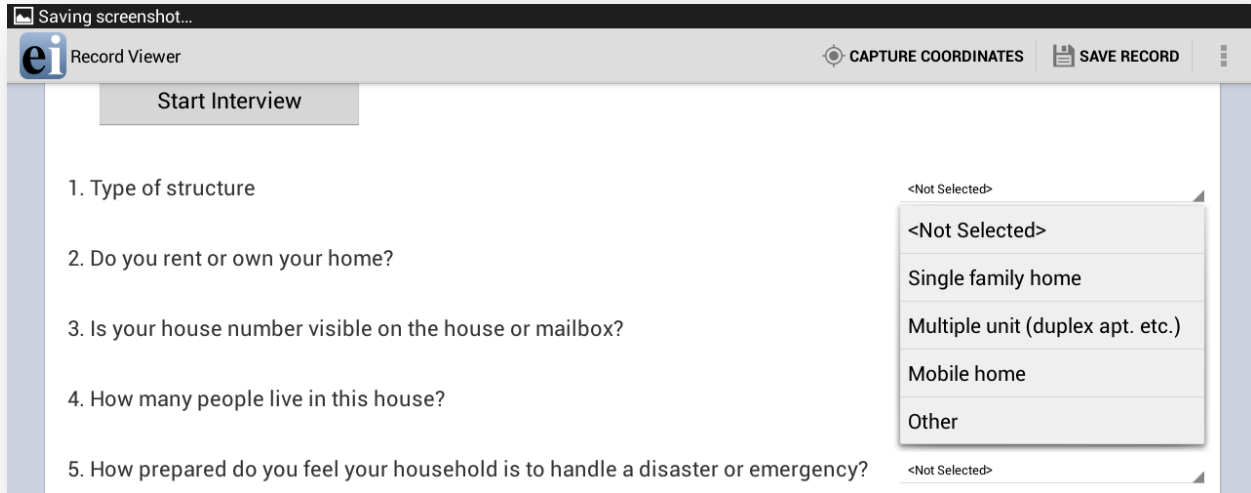 Saving screenshot...
ei Record Viewer CAPTURE COORDINATES SAVE RECORD
Start Interview
1. Type of structure <Not Selected>
<Not Selected>
2. Do you rent or own your home?
Single family home
3. Is your house number visible on the house or mailbox? Multiple unit (duplex apt. etc.)
Mobile home
4. How many people live in this house?
Other
5. How prepared do you feel your household is to handle a disaster or emergency? <Not Selected>